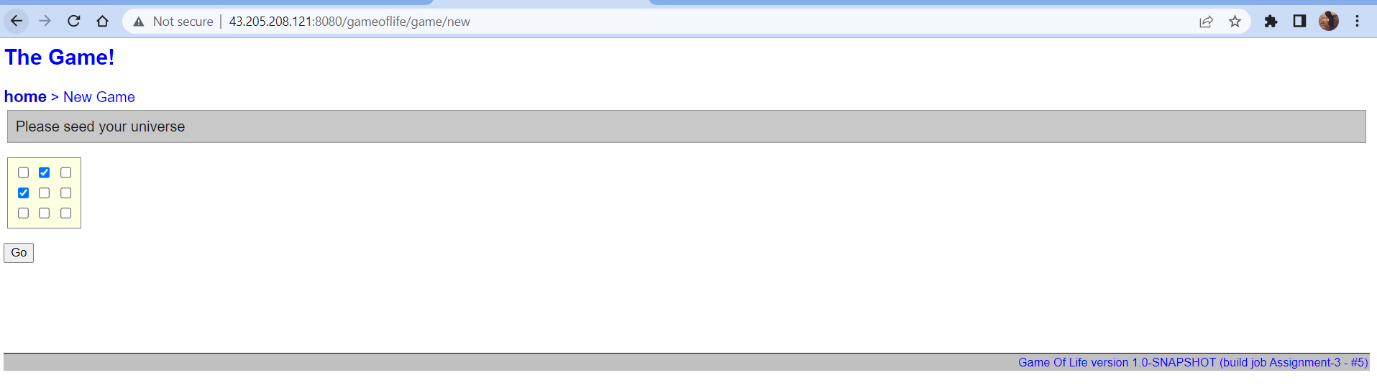 Not secure | 43.205.208.121:8080/gameoflife/game/new
The Game!
home > New Game
Please seed your universe
Go
Game Of Life version 1.0-SNAPSHOT (build job Assignment-3 - #5)